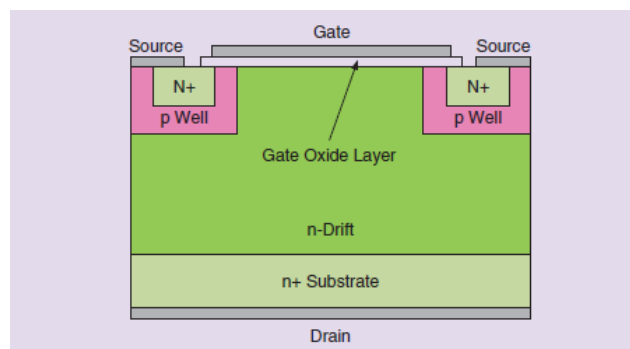 Gate
Source
Source
N+
N+
p Well
p Well
Gate Oxide Layer
n-Drift
n+ Substrate
Drain